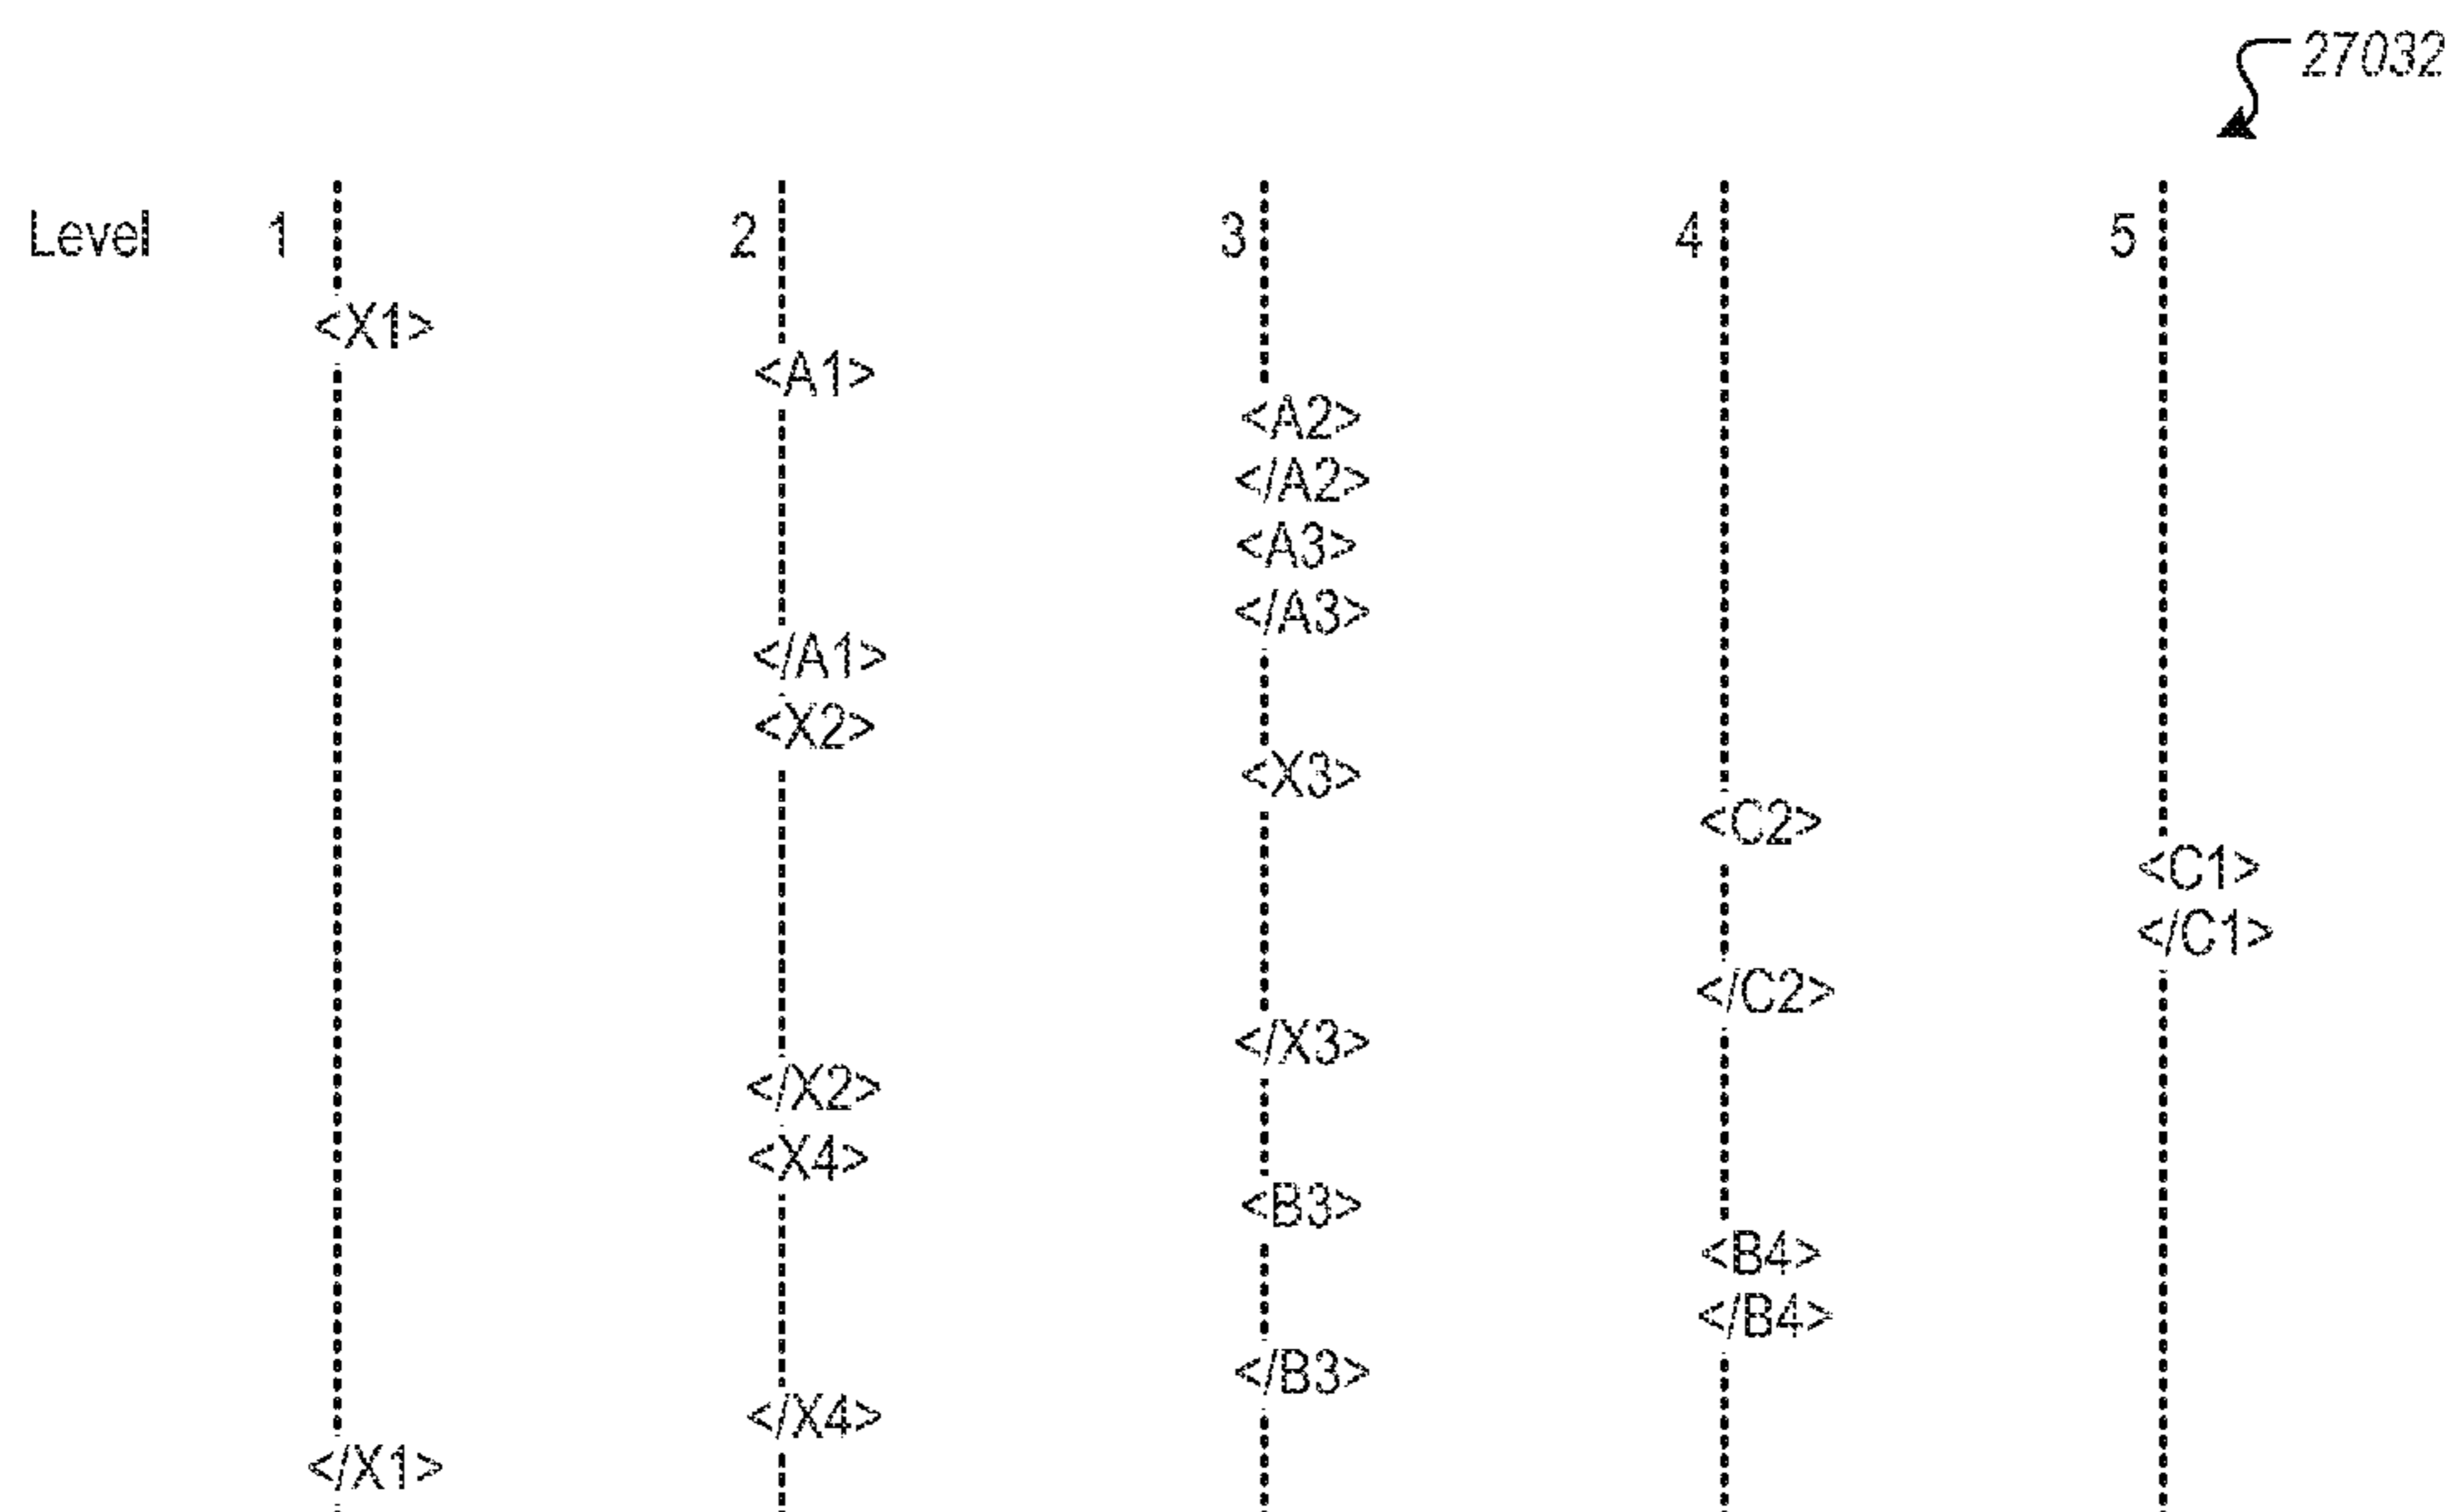 27032
Level 1 2 3 4 5
<X1>
<A1>
<A2>
</A2>
<A3>
</A3>
</A1>
<X2>
<X3>
<C2>
<C1>
</C1>
</C2>
</X3>
</X2>
<X4>
<B3>
<B4>
</B4>
</B3>
</X4>
</X1>